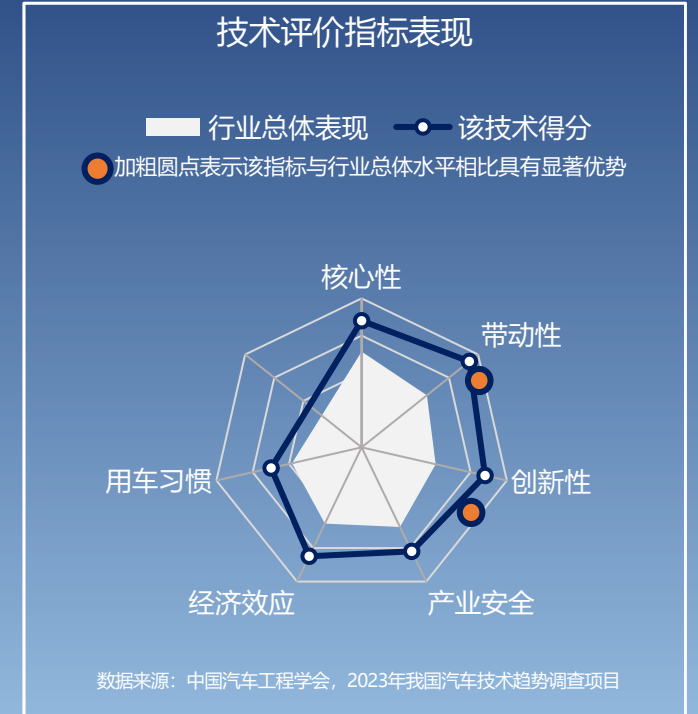 技术评价指标表现
行业总体表现 该技术得分
加粗圆点表示该指标与行业总体水平相比具有显著优势
核心性
带动性
用车习惯 创新性
经济效应 产业安全
数据来源：中国汽车工程学会，2023年我国汽车技术趋势调查项目